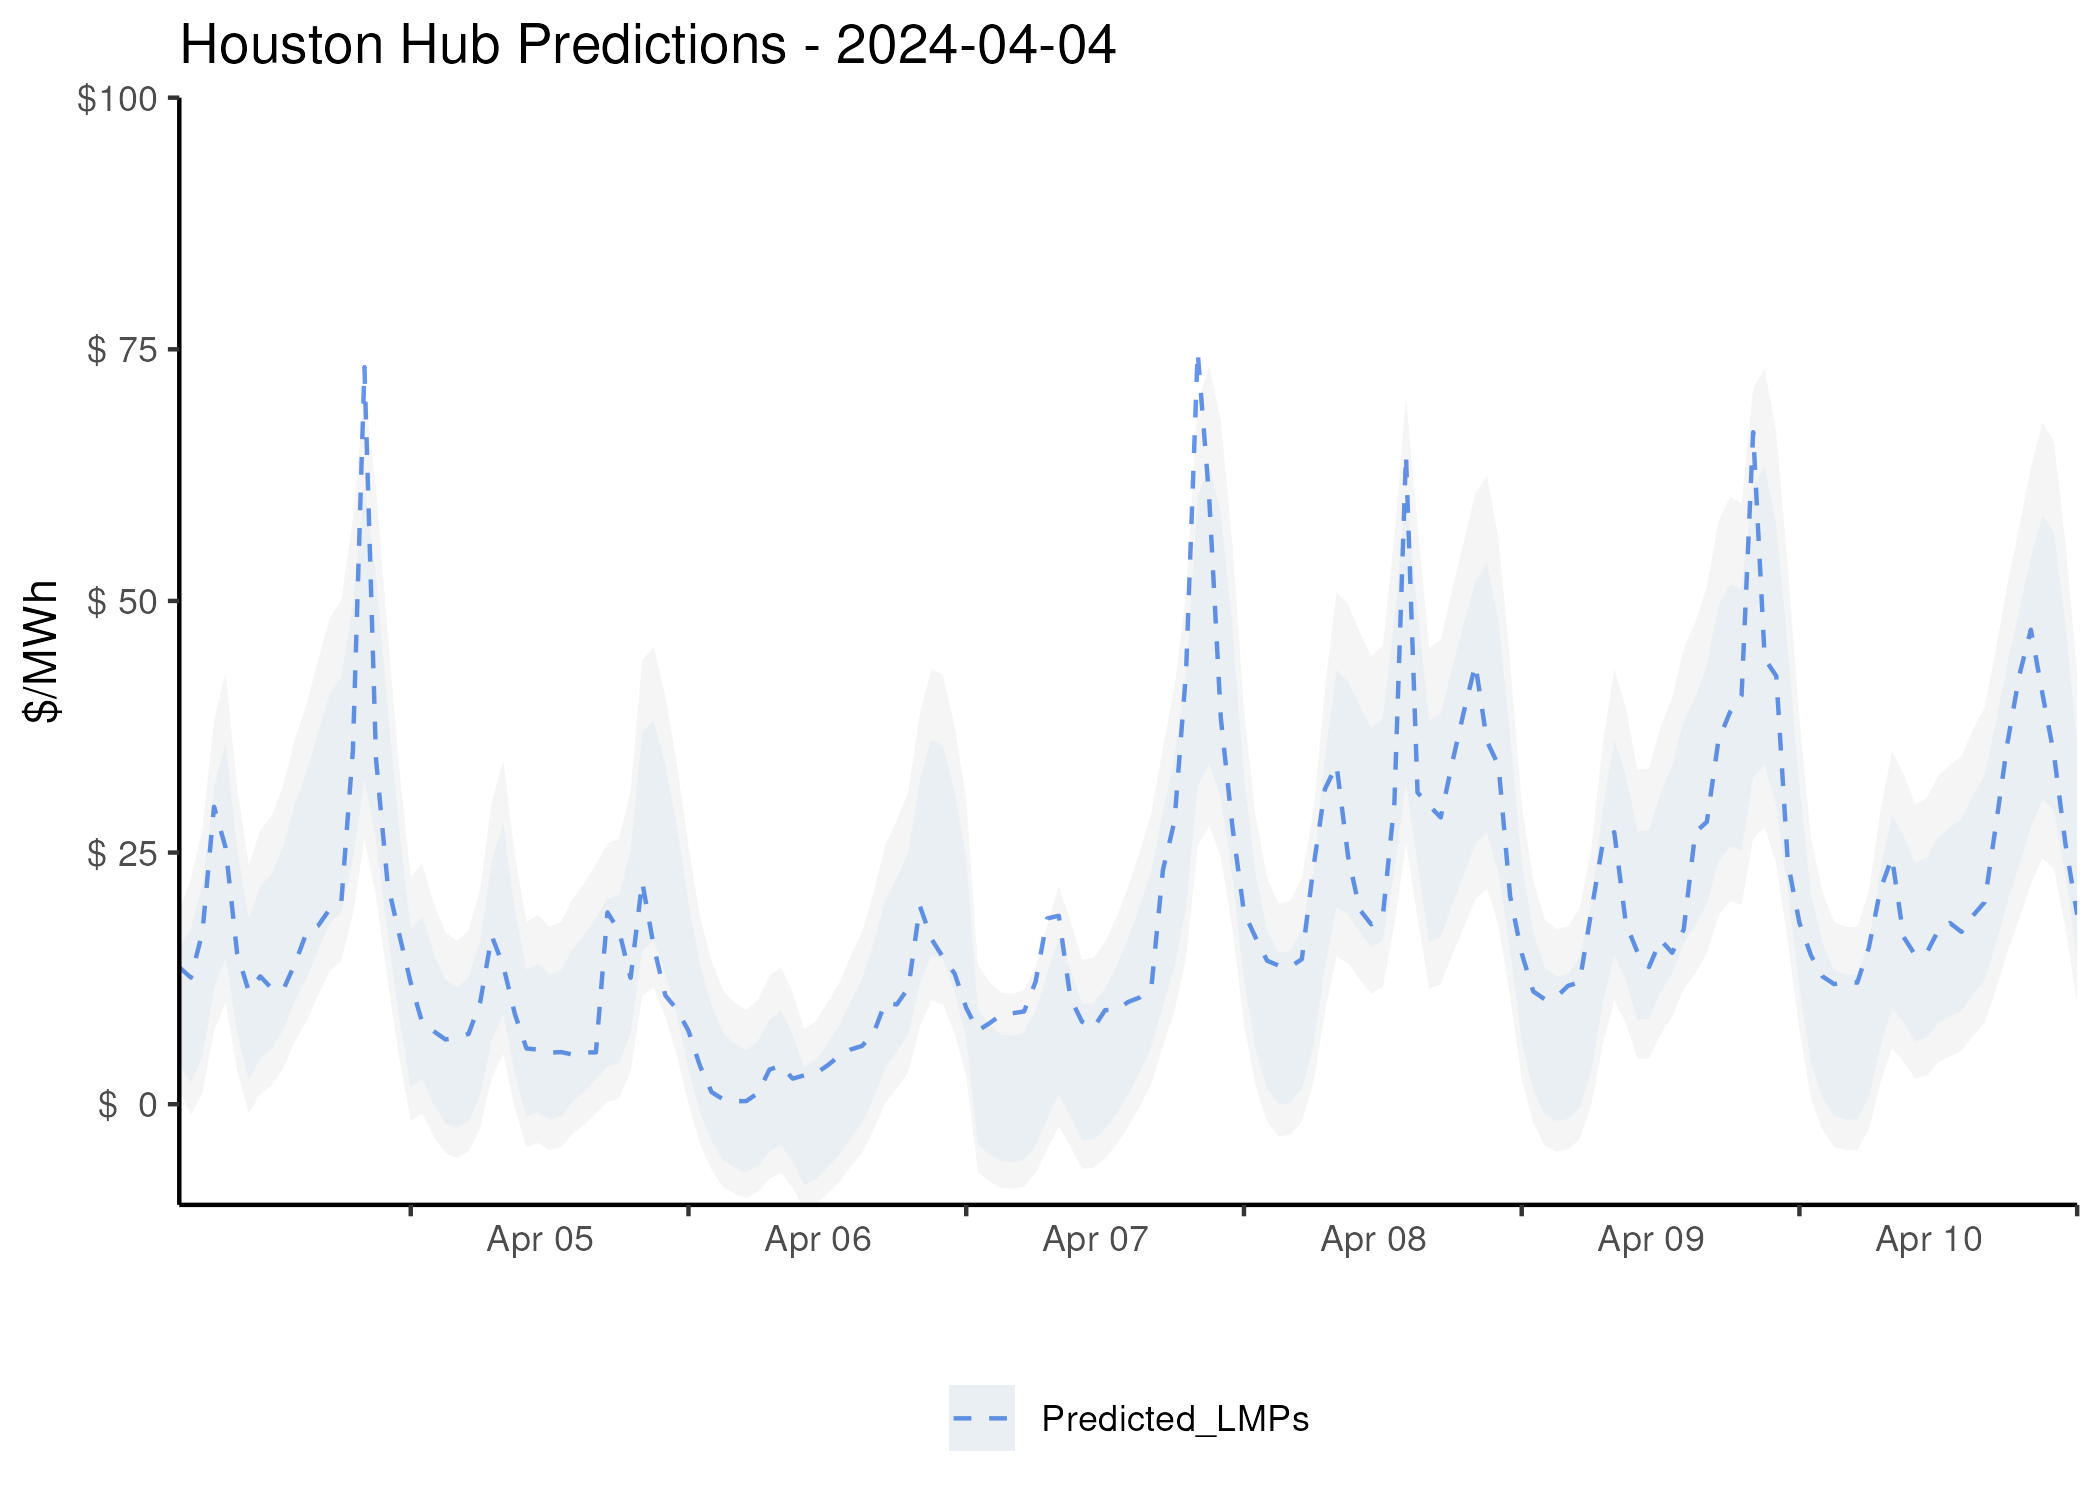 Houston Hub Predictions - 2024-04-04
$100
$ 75
$ 50
$ 25
$ 0
$/MWh
Apr 05 Apr 06 Apr 07 Apr 08 Apr 09 Apr 10
Predicted_LMPs